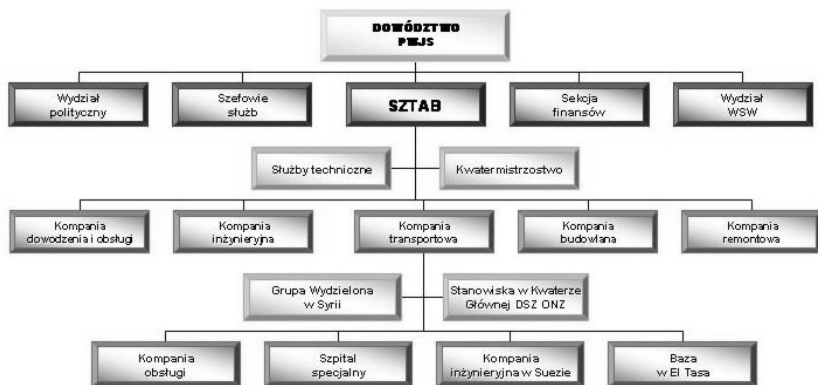 DOWÓDZTWO
PWJS
Wydział
polityczny
Szefowie
służb
SZTAB
Sekcja
finansów
Wydział
WSW
Służby techniczne
Kwatermistrzostwo
Kompania
dowodzenia i obsługi
Kompania
inżynieryjna
Kompania
transportowa
Kompania
budowlana
Kompania
remontowa
Grupa Wydzielona
w Syrii
Stanowiska w Kwaterze
Głównej DSZ ONZ
Kompania
obsługi
Szpital
specjalny
Kompania
inżynieryjna w Suezie
Baza
w El Tasa